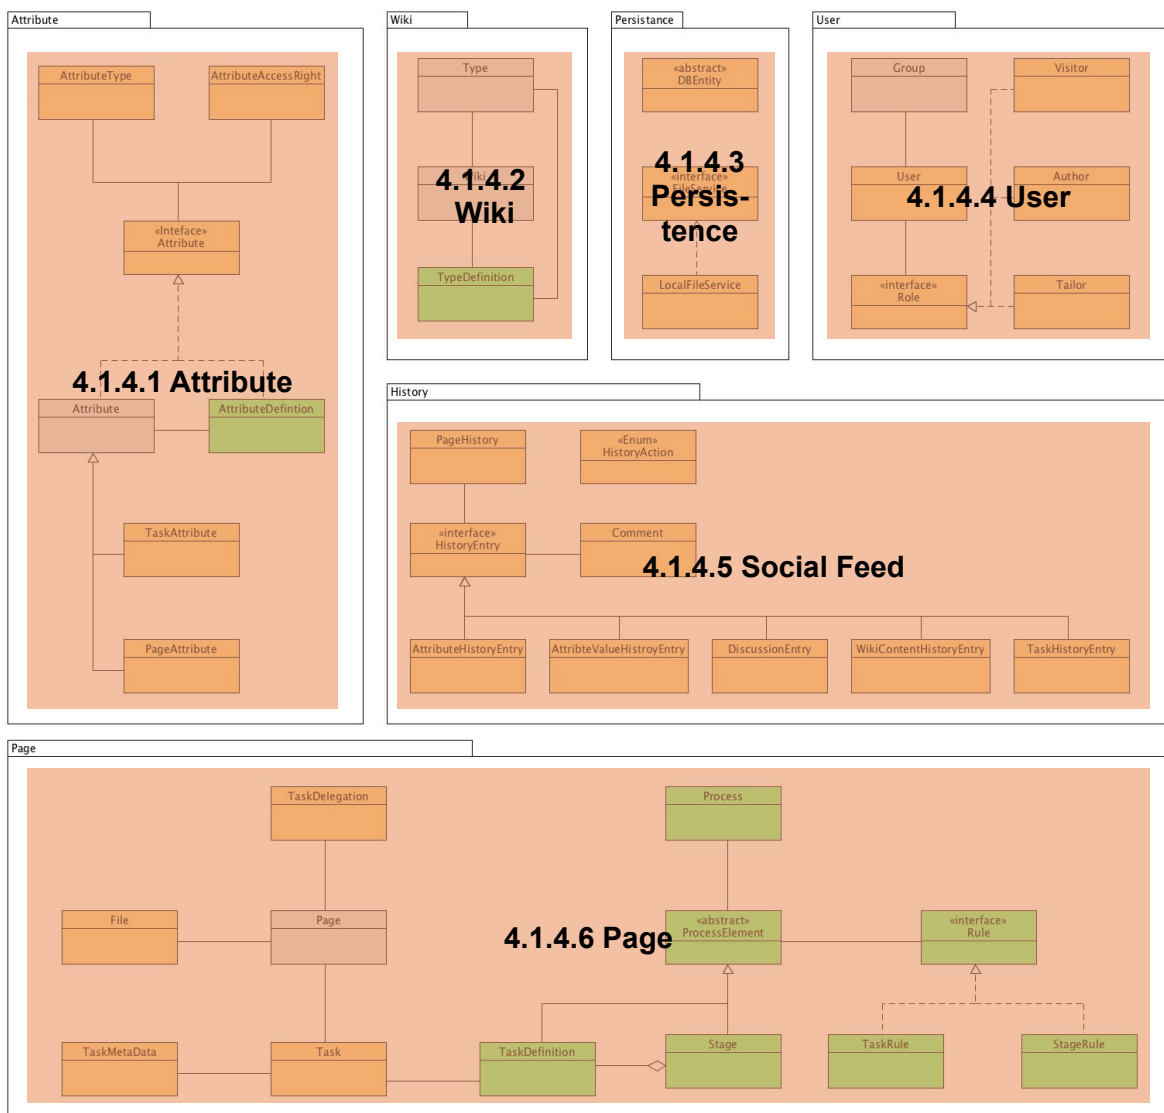 Attribute
AttributeType
AttributeAccessRight
«Inteface»
Attribute
4.1.4.1 Attribute
Attribute
AttributeDefintion
TaskAttribute
PageAttribute
Wiki
Type
Wiki
4.1.4.2
Wiki
TypeDefinition
Persistance
«abstract»
DBEntity
4.1.4.3
«interface»
FileService
Persis-
tence
LocalFileService
User
Group
Visitor
User
Author
4.1.4.4 User
«interface»
Role
Tailor
History
PageHistory
«Enum»
HistoryAction
«interface»
HistoryEntry
Comment
4.1.4.5 Social Feed
AttributeHistoryEntry
AttribteValueHistroyEntry
DiscussionEntry
WikiContentHistoryEntry
TaskHistoryEntry
Page
TaskDelegation
Process
File
Page
4.1.4.6 Page
«abstract»
ProcessElement
«interface»
Rule
TaskMetaData
Task
TaskDefinition
Stage
TaskRule
StageRule